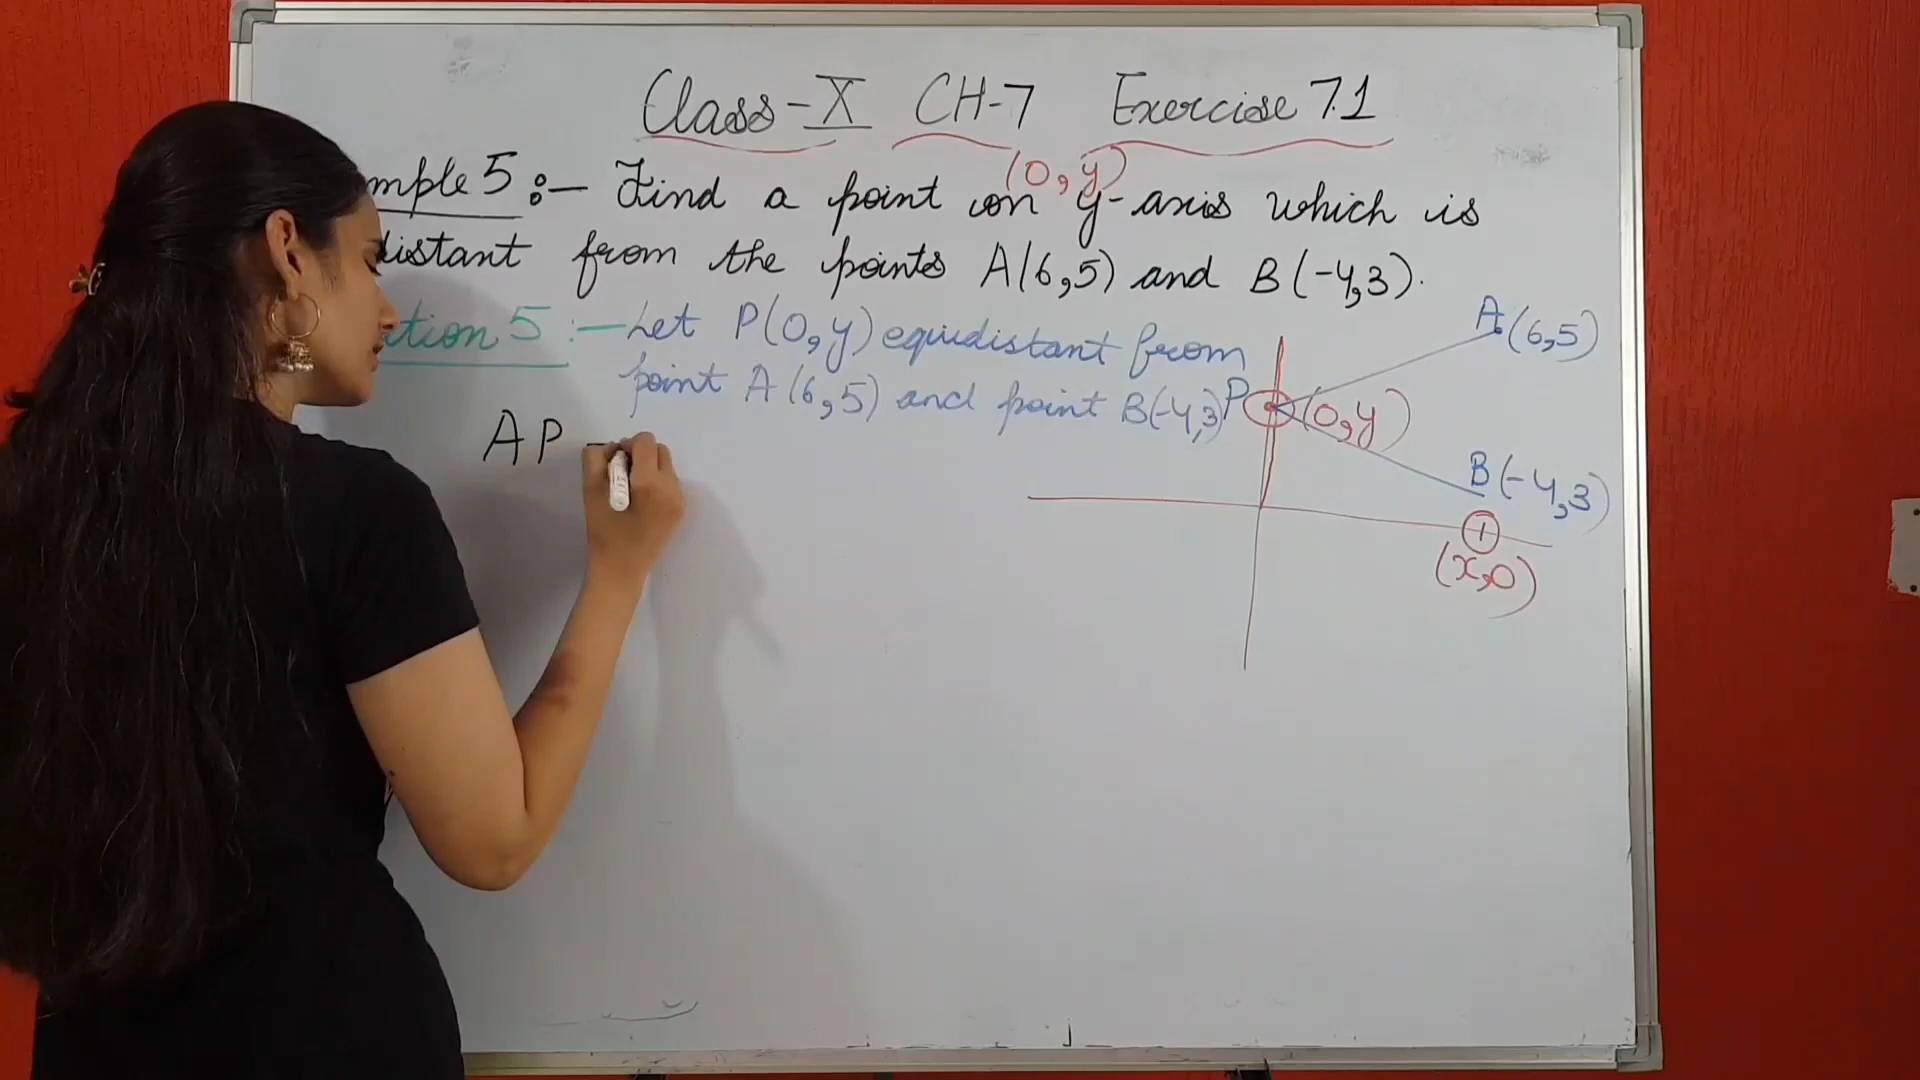 Class-X CH-7 Exercise 7.1
(0,y)
mple 5 :- Find a point on y-axis which is
distant from the points A(6,5) and B(-4,3).
ation 5 :- Let P(0,y) equidistant from
point A(6,5) and point B(-4,3)
AP
A(6,5)
P (0,y)
B(-4,3)
(x,0)